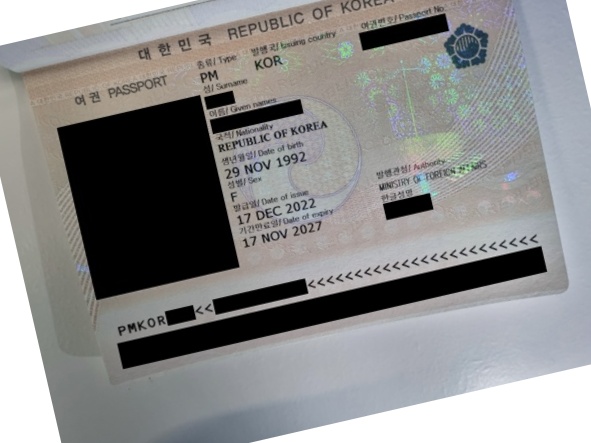 대한민국 REPUBLIC OF KOREA
여권 PASSPORT
종류/ Type 발행국/ Issuing country 여권번호/ Passport No.
PM KOR
성/ Surname
이름/ Given names
국적/ Nationality
REPUBLIC OF KOREA
생년월일/ Date of birth
29 NOV 1992
성별/ Sex
F
발급일/ Date of issue
17 DEC 2022
기간만료일/ Date of expiry
17 NOV 2027
발행관청/ Authority
MINISTRY OF FOREIGN AFFAIRS
한글성명
PMKOR<<<<<<<<<<<<<<<<<<<<<<<<<<<